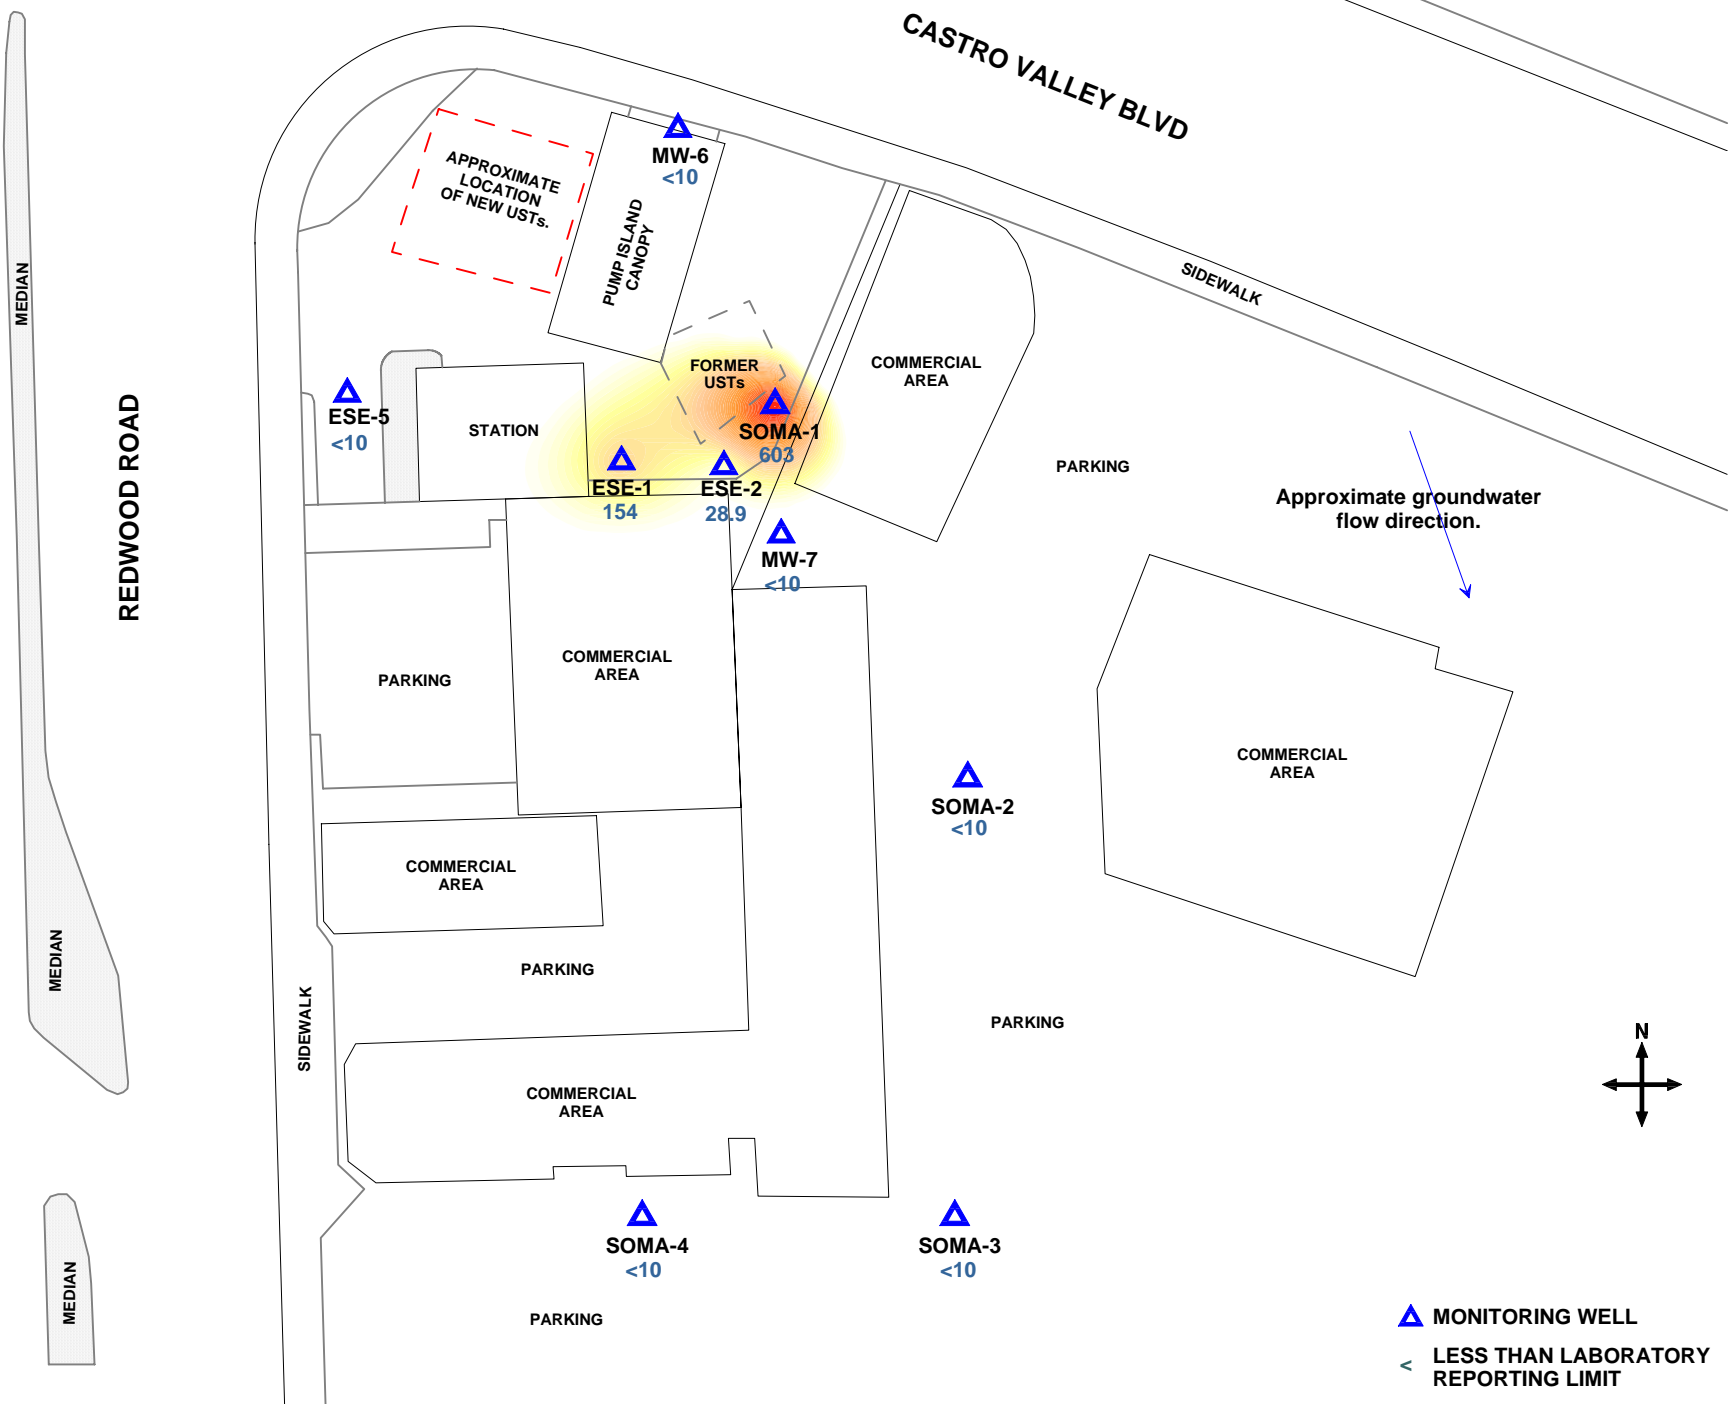 CASTRO VALLEY BLVD
MW-6
<10
APPROXIMATE
LOCATION
OF NEW USTs.
PUMP ISLAND
CANOPY
MEDIAN
SIDEWALK
FORMER
USTs
COMMERCIAL
AREA
ESE-5
<10
STATION
SOMA-1
603
REDWOOD ROAD
PARKING
ESE-1
154
ESE-2
28.9
Approximate groundwater
flow direction.
MW-7
<10
COMMERCIAL
AREA
PARKING
COMMERCIAL
AREA
SOMA-2
<10
COMMERCIAL
AREA
MEDIAN
PARKING
SIDEWALK
PARKING
N
COMMERCIAL
AREA
SOMA-4
<10
SOMA-3
<10
MEDIAN
PARKING
MONITORING WELL
< LESS THAN LABORATORY
REPORTING LIMIT